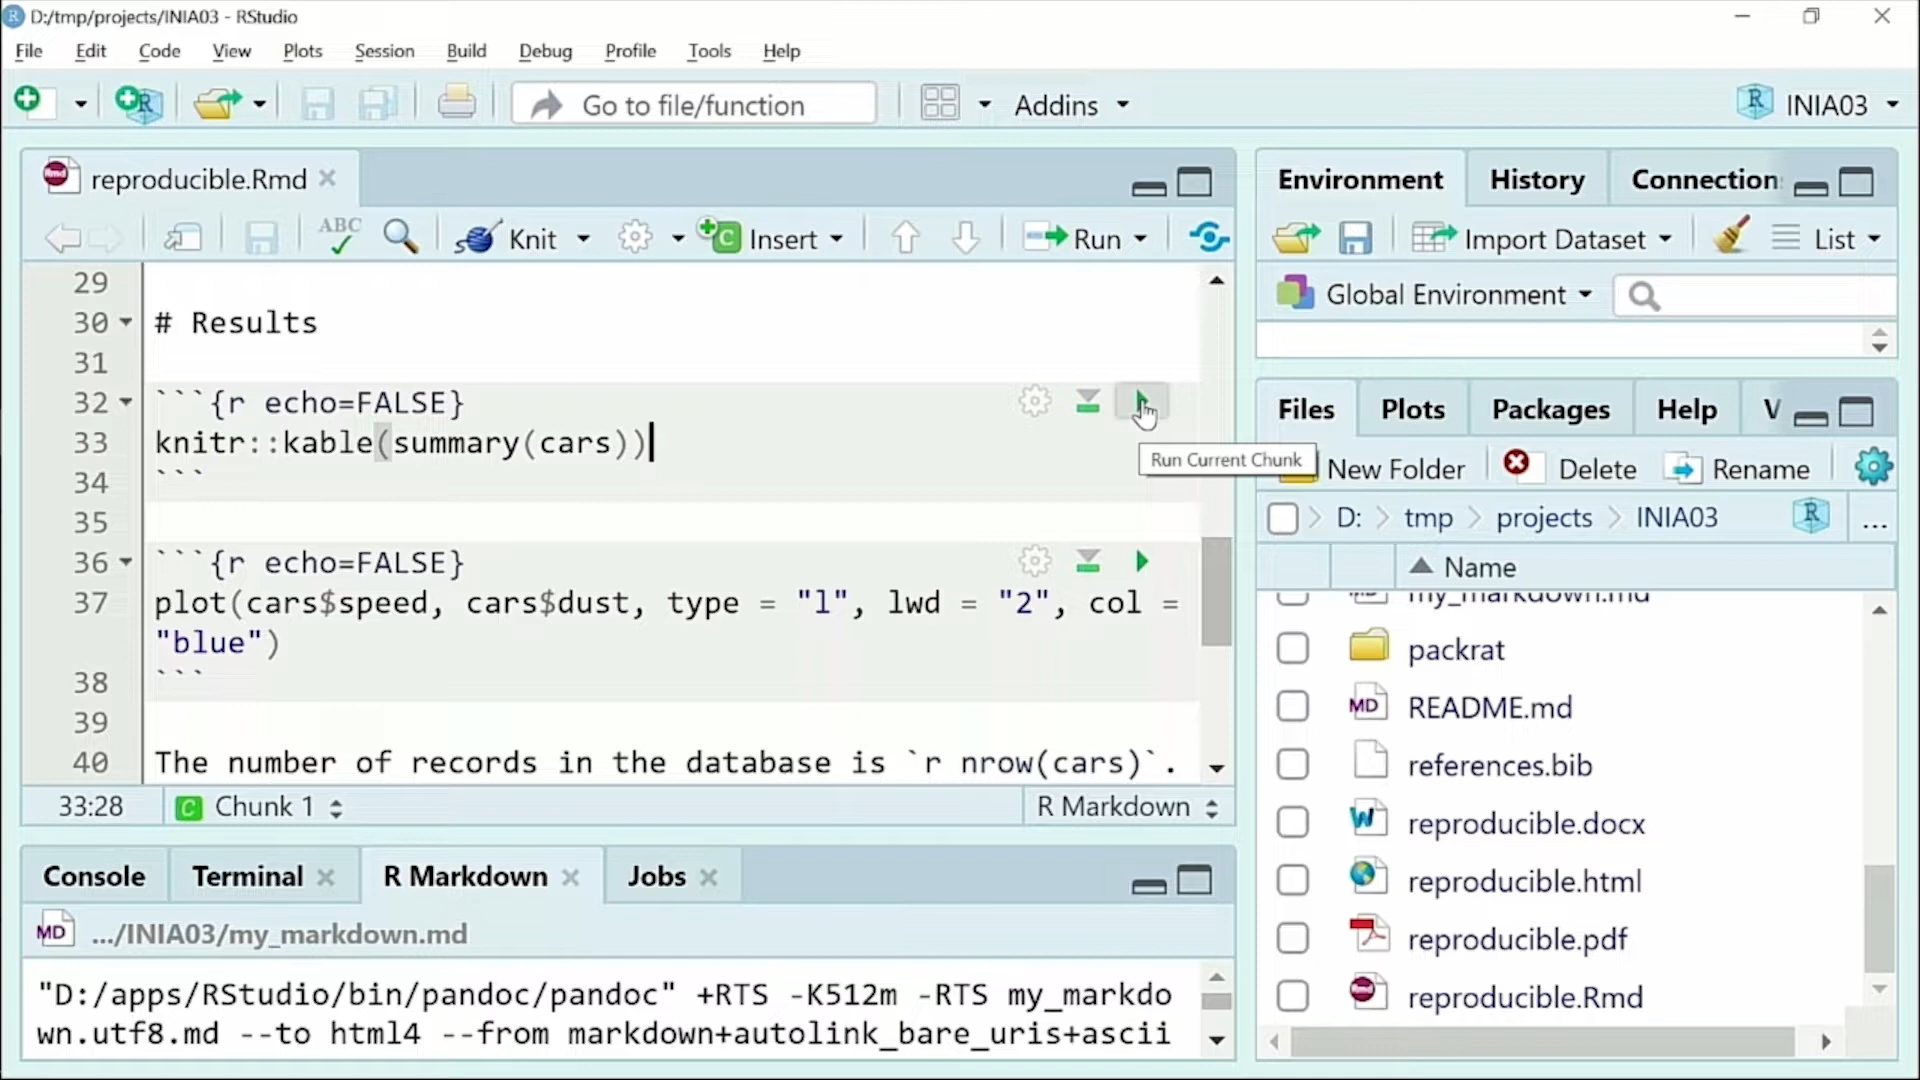 D:/tmp/projects/INIA03 - RStudio
File Edit Code View Plots Session Build Debug Profile Tools Help
Go to file/function Addins INIA03
reproducible.Rmd
ABC Knit Insert Run
29
30 # Results
31
32 ```{r echo=FALSE}
33 knitr::kable(summary(cars))
34 ```
35
36 ```{r echo=FALSE}
37 plot(cars$speed, cars$dust, type = "l", lwd = "2", col =
"blue")
38 ```
39
40 The number of records in the database is `r nrow(cars)`.
Run Current Chunk
33:28 Chunk 1 R Markdown
Console Terminal R Markdown Jobs
MD .../INIA03/my_markdown.md
"D:/apps/RStudio/bin/pandoc/pandoc" +RTS -K512m -RTS my_markdo
wn.utf8.md --to html4 --from markdown+autolink_bare_uris+ascii
Environment History Connection
Import Dataset List
Global Environment
Files Plots Packages Help V
New Folder Delete Rename
D: tmp projects INIA03 R ...
Name
my_markdown.md
packrat
MD README.md
references.bib
W reproducible.docx
reproducible.html
reproducible.pdf
Rmd reproducible.Rmd